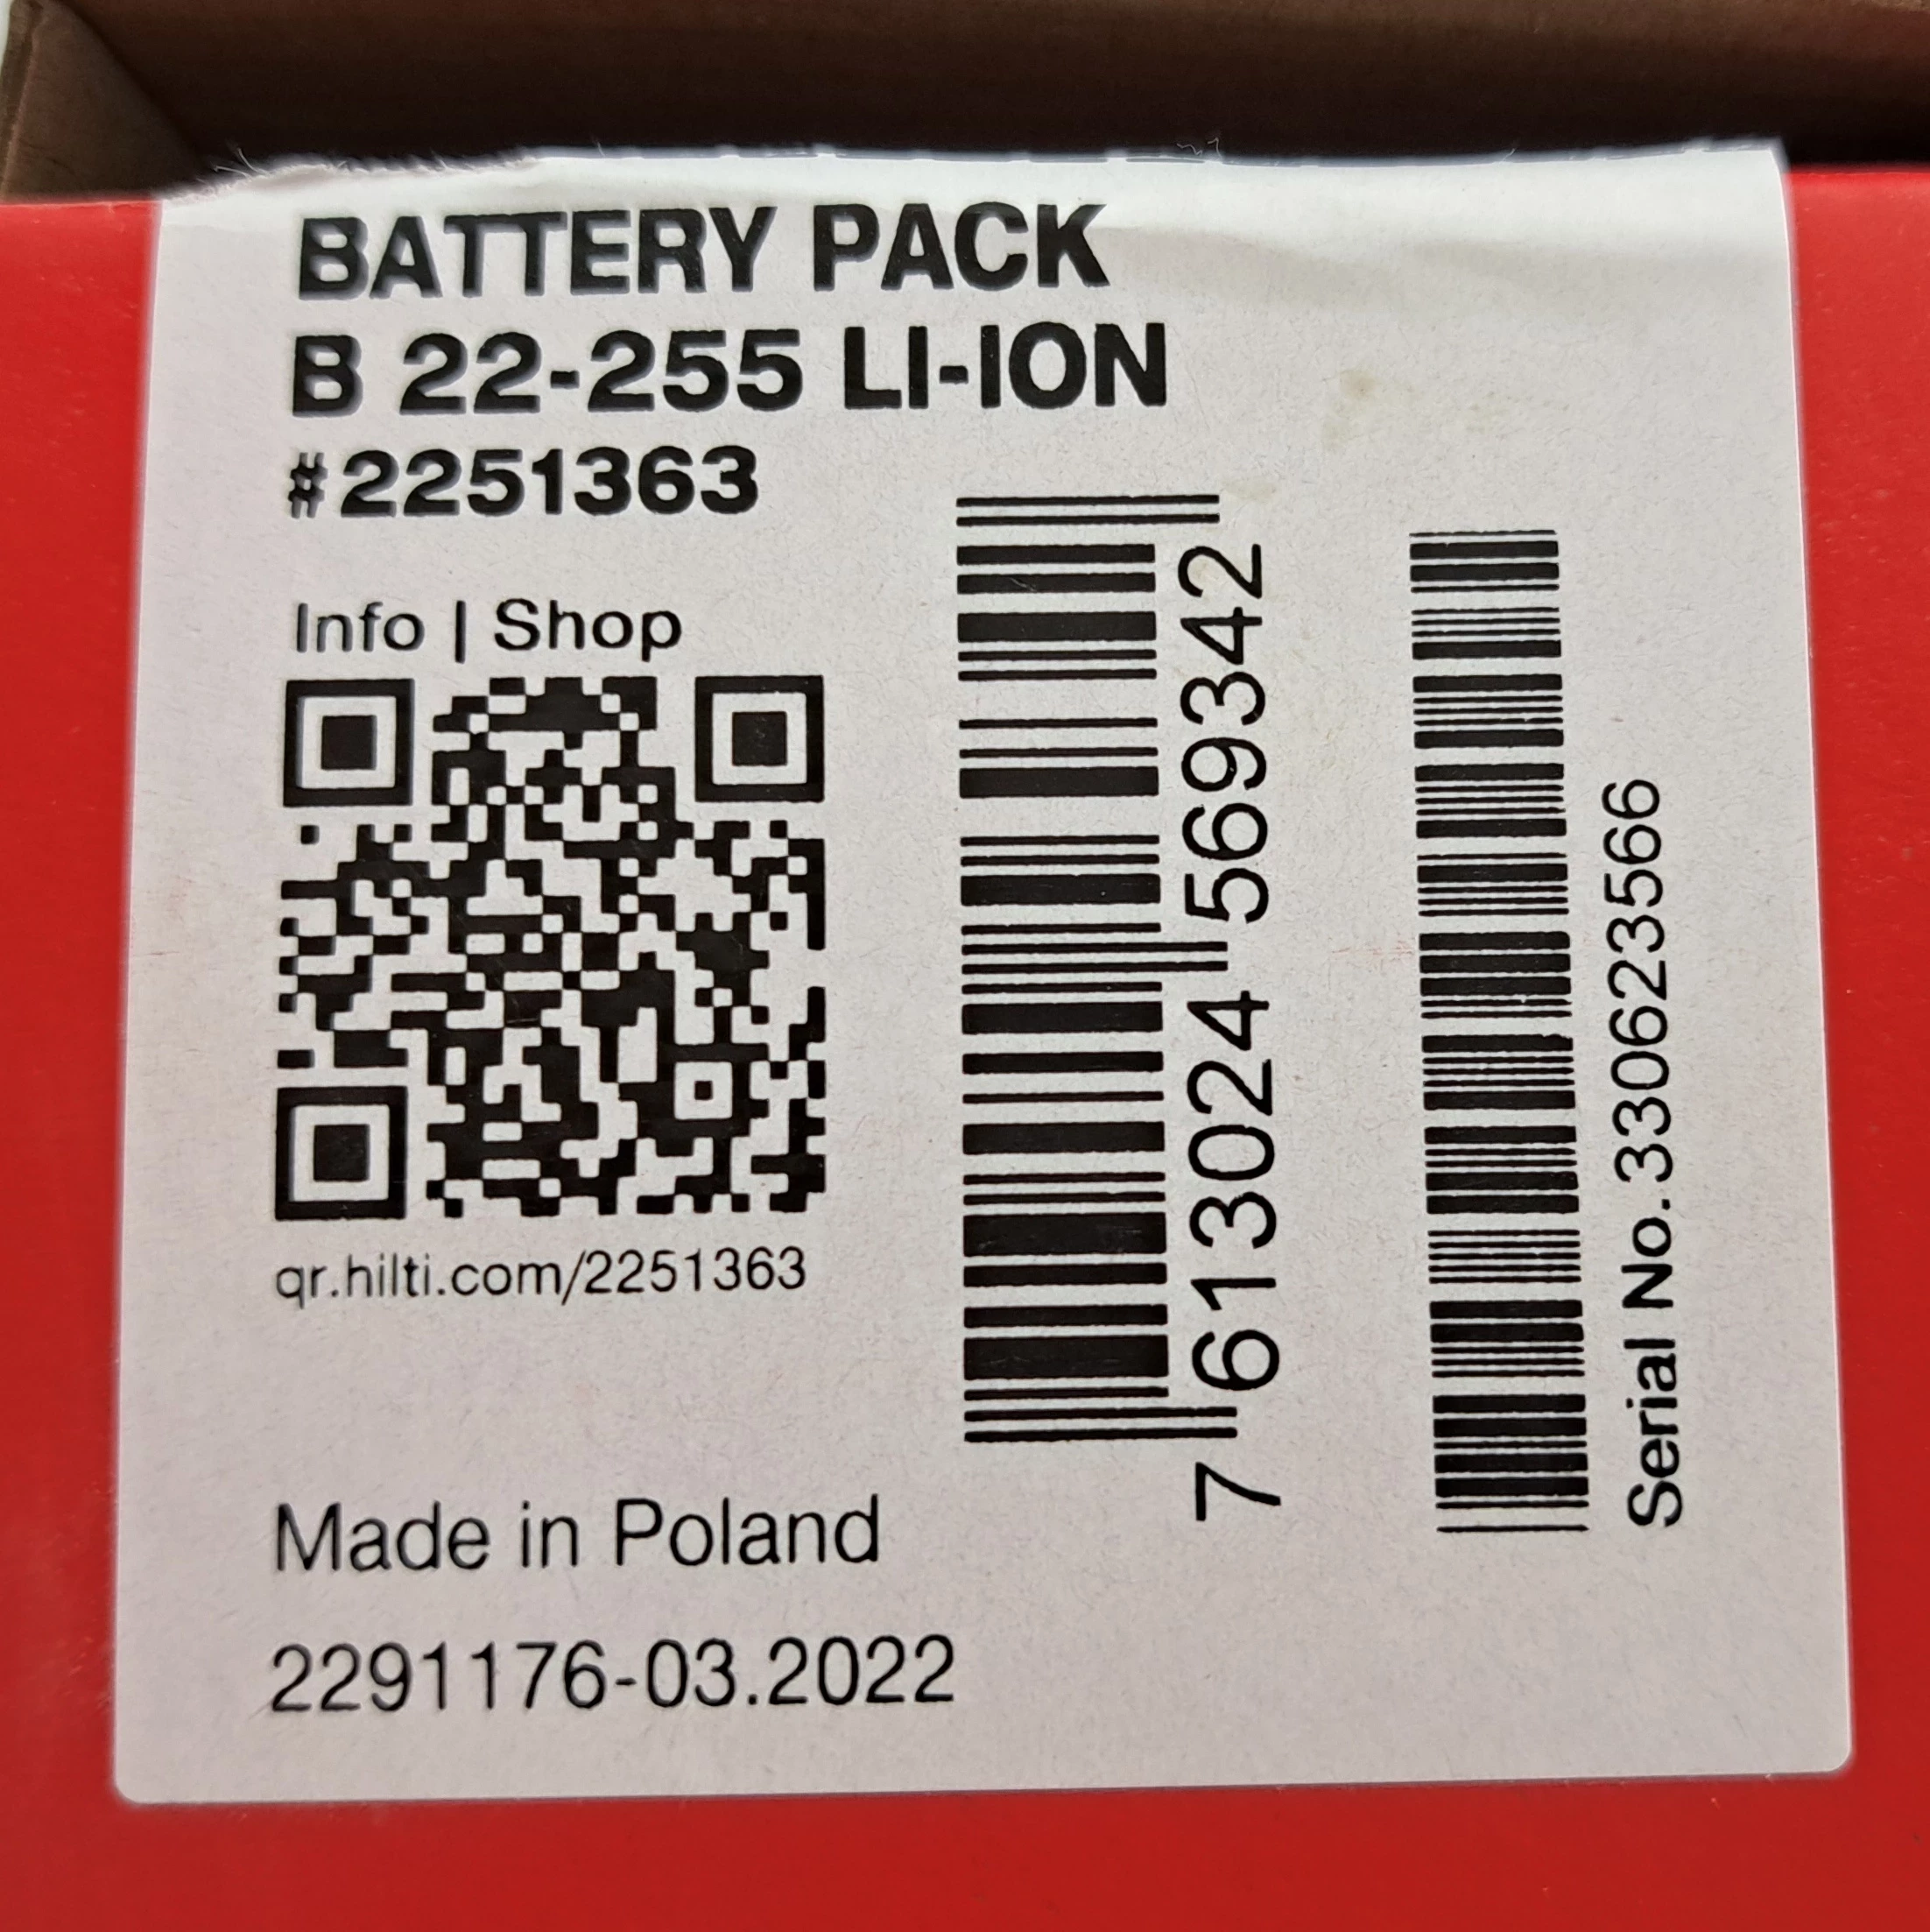 BATTERY PACK
B 22-255 LI-ION
#2251363
Info | Shop
qr.hilti.com/2251363
Made in Poland
2291176-03.2022
7 613024 569342
Serial No.330623566